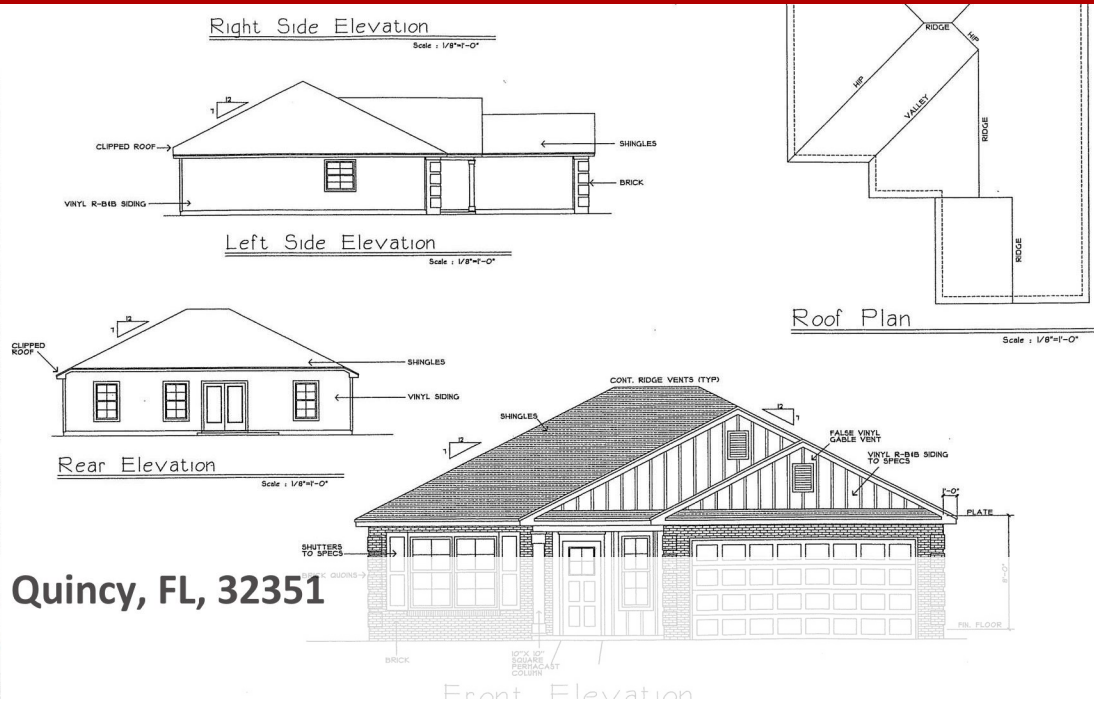 Right Side Elevation
Scale : 1/8"=1'-0"
12
7
CLIPPED ROOF
SHINGLES
BRICK
VINYL R-B&B SIDING
Left Side Elevation
Scale : 1/8"=1'-0"
RIDGE
HIP
HIP
VALLEY
RIDGE
RIDGE
Roof Plan
Scale : 1/8"=1'-0"
12
7
CLIPPED
ROOF
SHINGLES
VINYL SIDING
Rear Elevation
Scale : 1/8"=1'-0"
CONT. RIDGE VENTS (TYP)
SHINGLES
12
7
12
7
FALSE VINYL
GABLE VENT
VINYL R-B&B SIDING
TO SPECS
1'-0"
PLATE
SHUTTERS
TO SPECS
BRICK QUOINS
8'-0"
FIN. FLOOR
BRICK
10"X 10"
SQUARE
PERMACAST
COLUMN
Front Elevation
Quincy, FL, 32351